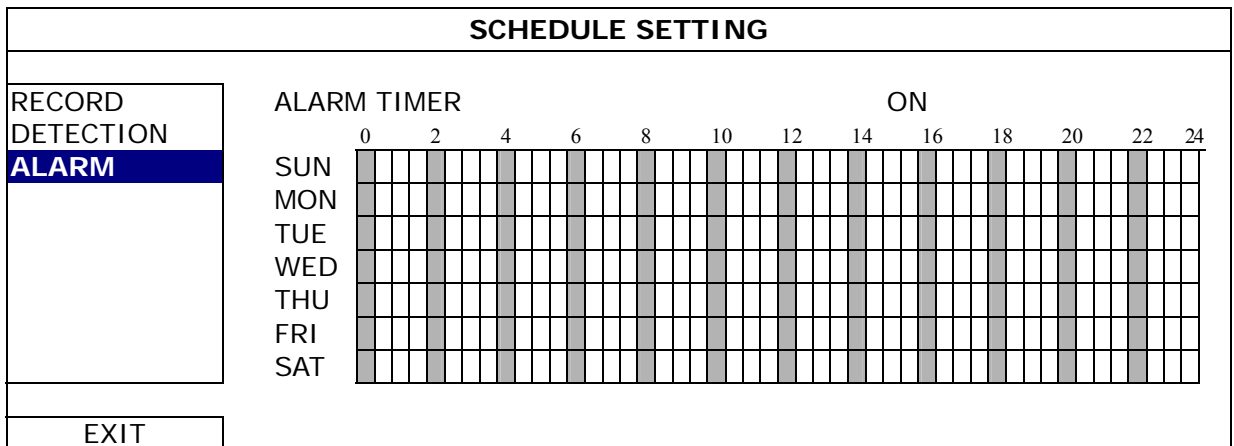 SCHEDULE SETTING
RECORD
DETECTION
ALARM
ALARM TIMER ON
0 2 4 6 8 10 12 14 16 18 20 22 24
SUN
MON
TUE
WED
THU
FRI
SAT
EXIT